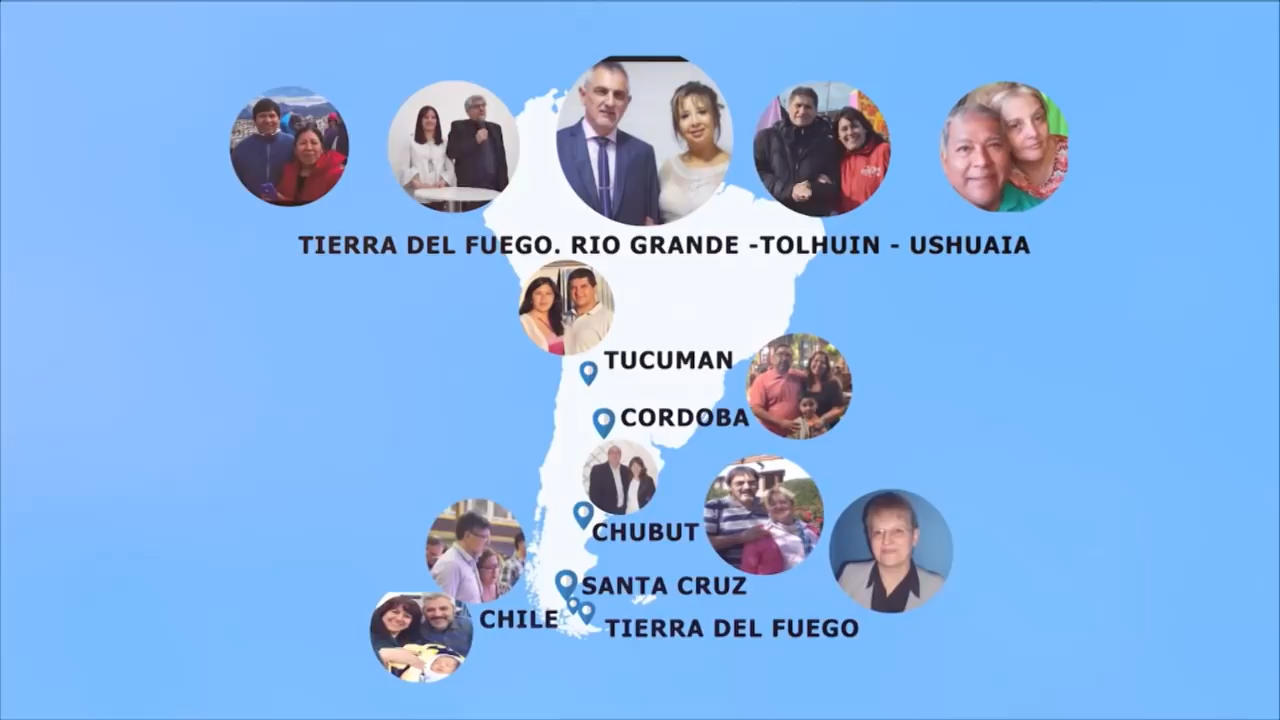 TIERRA DEL FUEGO. RIO GRANDE -TOLHUIN - USHUAIA
TUCUMAN
CORDOBA
CHUBUT
SANTA CRUZ
CHILE
TIERRA DEL FUEGO